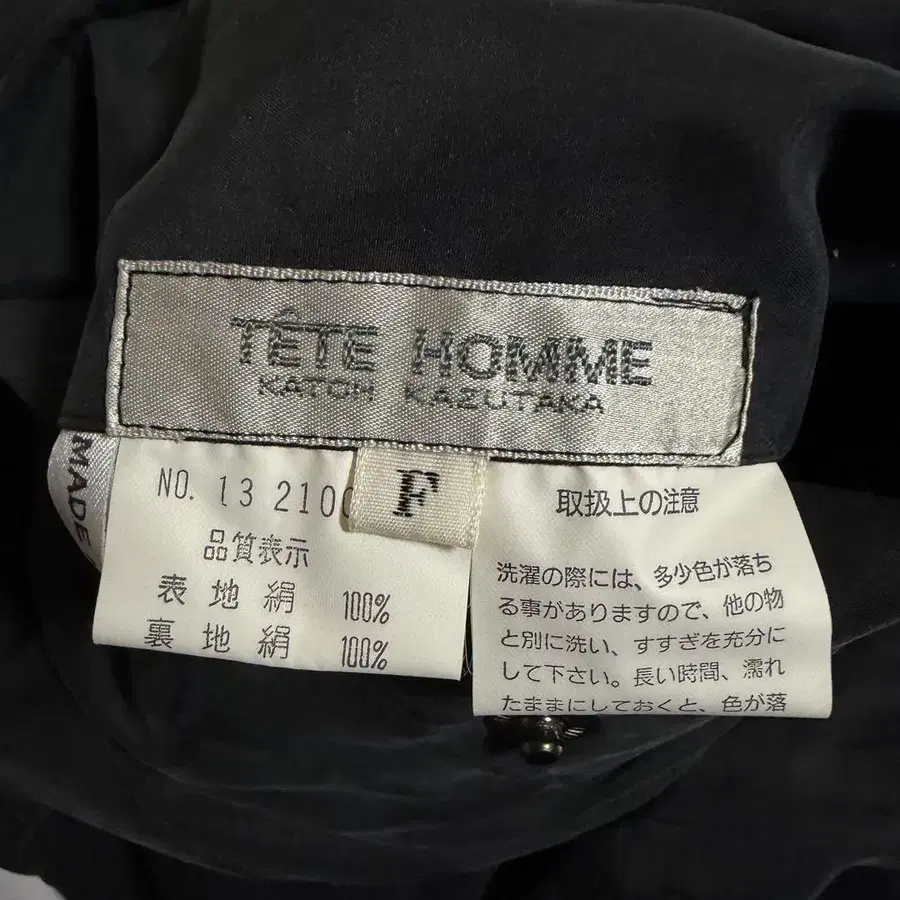 TÊTE HOMME
KATOH KAZUTAKA
MADE
F
NO. 13 2100
品質表示
表地絹 100%
裏地絹 100%
取扱上の注意
洗濯の際には、多少色が落ち
る事がありますので、他の物
と別に洗い、すすぎを充分に
して下さい。長い時間、濡れ
たままにしておくと、色が落